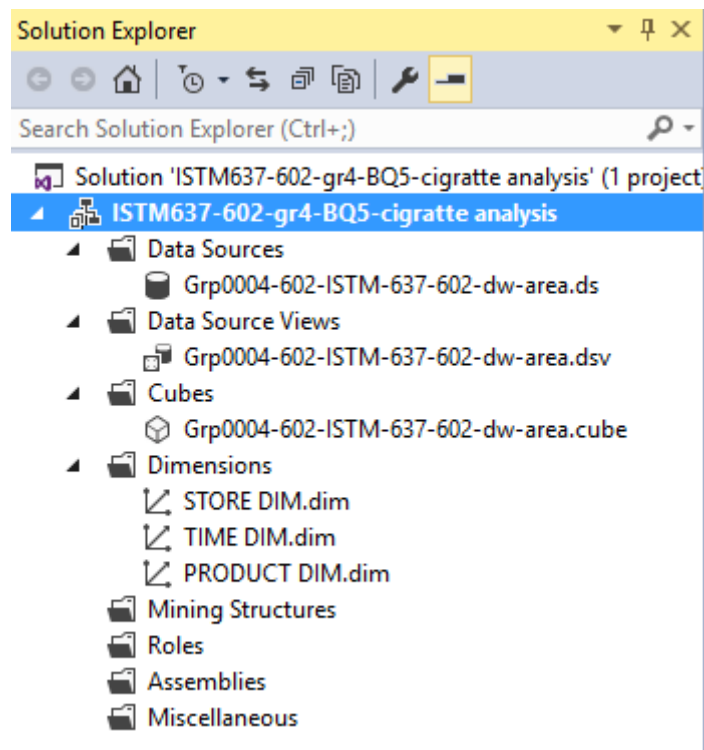 Solution Explorer
Search Solution Explorer (Ctrl+;)
Solution 'ISTM637-602-gr4-BQ5-cigratte analysis' (1 project
ISTM637-602-gr4-BQ5-cigratte analysis
Data Sources
Grp0004-602-ISTM-637-602-dw-area.ds
Data Source Views
Grp0004-602-ISTM-637-602-dw-area.dsv
Cubes
Grp0004-602-ISTM-637-602-dw-area.cube
Dimensions
STORE DIM.dim
TIME DIM.dim
PRODUCT DIM.dim
Mining Structures
Roles
Assemblies
Miscellaneous